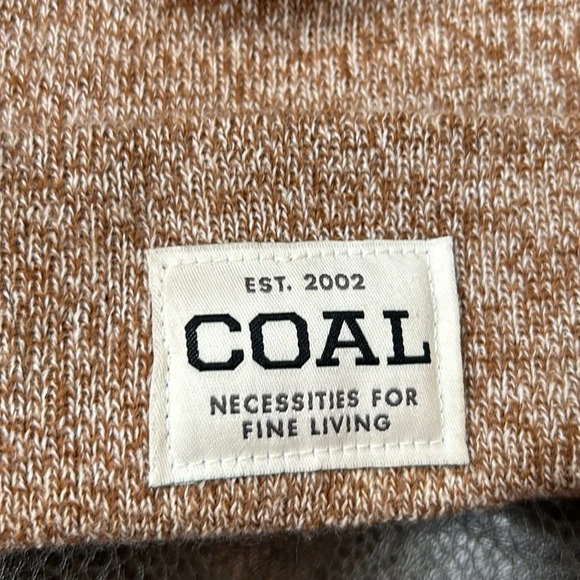 EST. 2002
COAL
NECESSITIES FOR
FINE LIVING